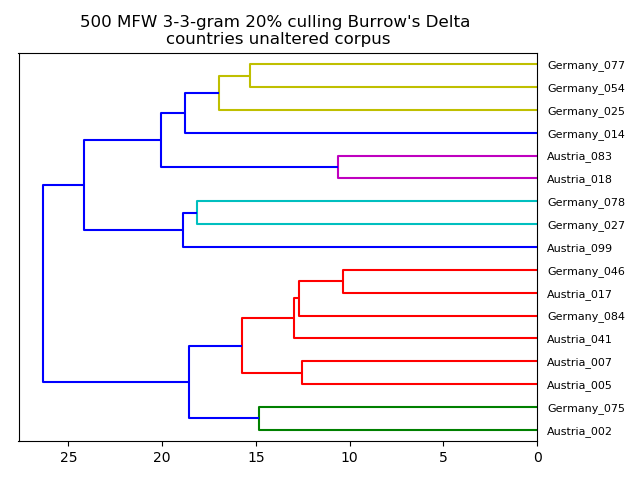 500 MFW 3-3-gram 20% culling Burrow's Delta
countries unaltered corpus
Germany_077
Germany_054
Germany_025
Germany_014
Austria_083
Austria_018
Germany_078
Germany_027
Austria_099
Germany_046
Austria_017
Germany_084
Austria_041
Austria_007
Austria_005
Germany_075
Austria_002
25 20 15 10 5 0